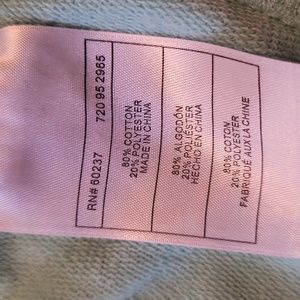 RN# 60237
720 95 2965
80% COTTON
20% POLYESTER
MADE IN CHINA
80% ALGODÓN
20% POLIÉSTER
HECHO EN CHINA
80% COTON
20% POLYESTER
FABRIQUÉ AUX LA CHINE